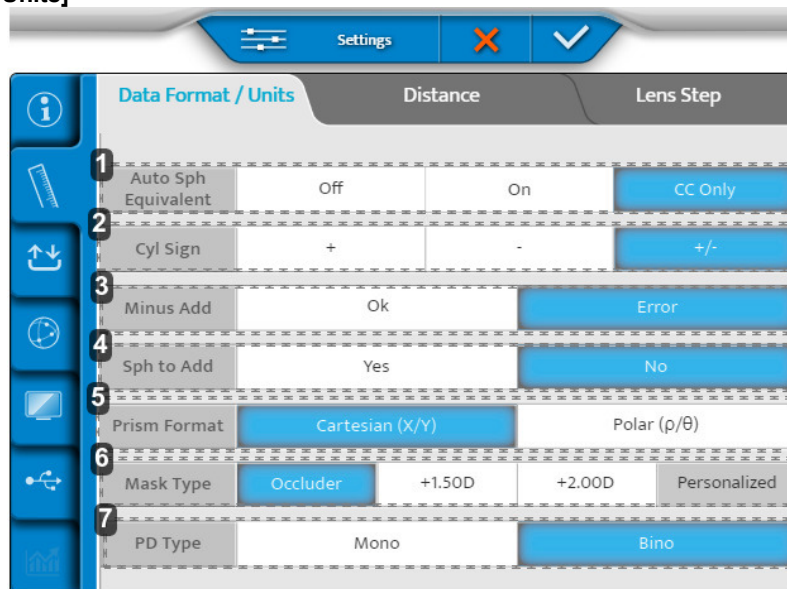 Units]
Settings
Data Format / Units Distance Lens Step
1
Auto Sph Equivalent Off On CC Only
2
Cyl Sign + - +/-
3
Minus Add Ok Error
4
Sph to Add Yes No
5
Prism Format Cartesian (X/Y) Polar (ρ/θ)
6
Mask Type Occluder +1.50D +2.00D Personalized
7
PD Type Mono Bino